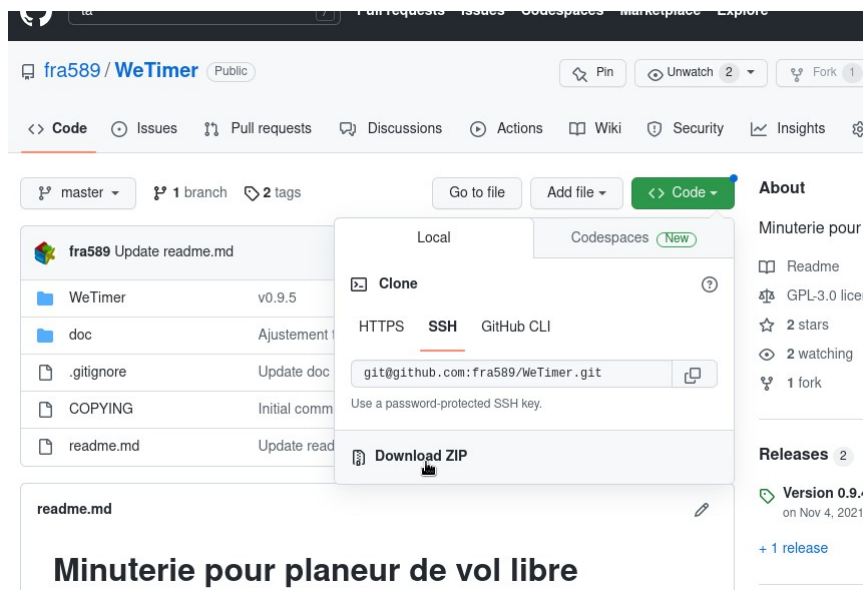 Pull requests Issues Codespaces Marketplace Explore
fra589 / WeTimer Public
Pin
Unwatch 2
Fork 1
Code
Issues
Pull requests
Discussions
Actions
Wiki
Security
Insights
master
1 branch
2 tags
Go to file
Add file
Code
About
Local
Codespaces New
Minuterie pour
fra589 Update readme.md
Clone
Readme
WeTimer v0.9.5
GPL-3.0 lice
HTTPS SSH GitHub CLI
2 stars
doc Ajustement
2 watching
.gitignore Update doc
git@github.com:fra589/WeTimer.git
1 fork
COPYING Initial comm
Use a password-protected SSH key.
readme.md Update read
Download ZIP
Releases 2
Version 0.9.4
on Nov 4, 2021
readme.md
+ 1 release
Minuterie pour planeur de vol libre